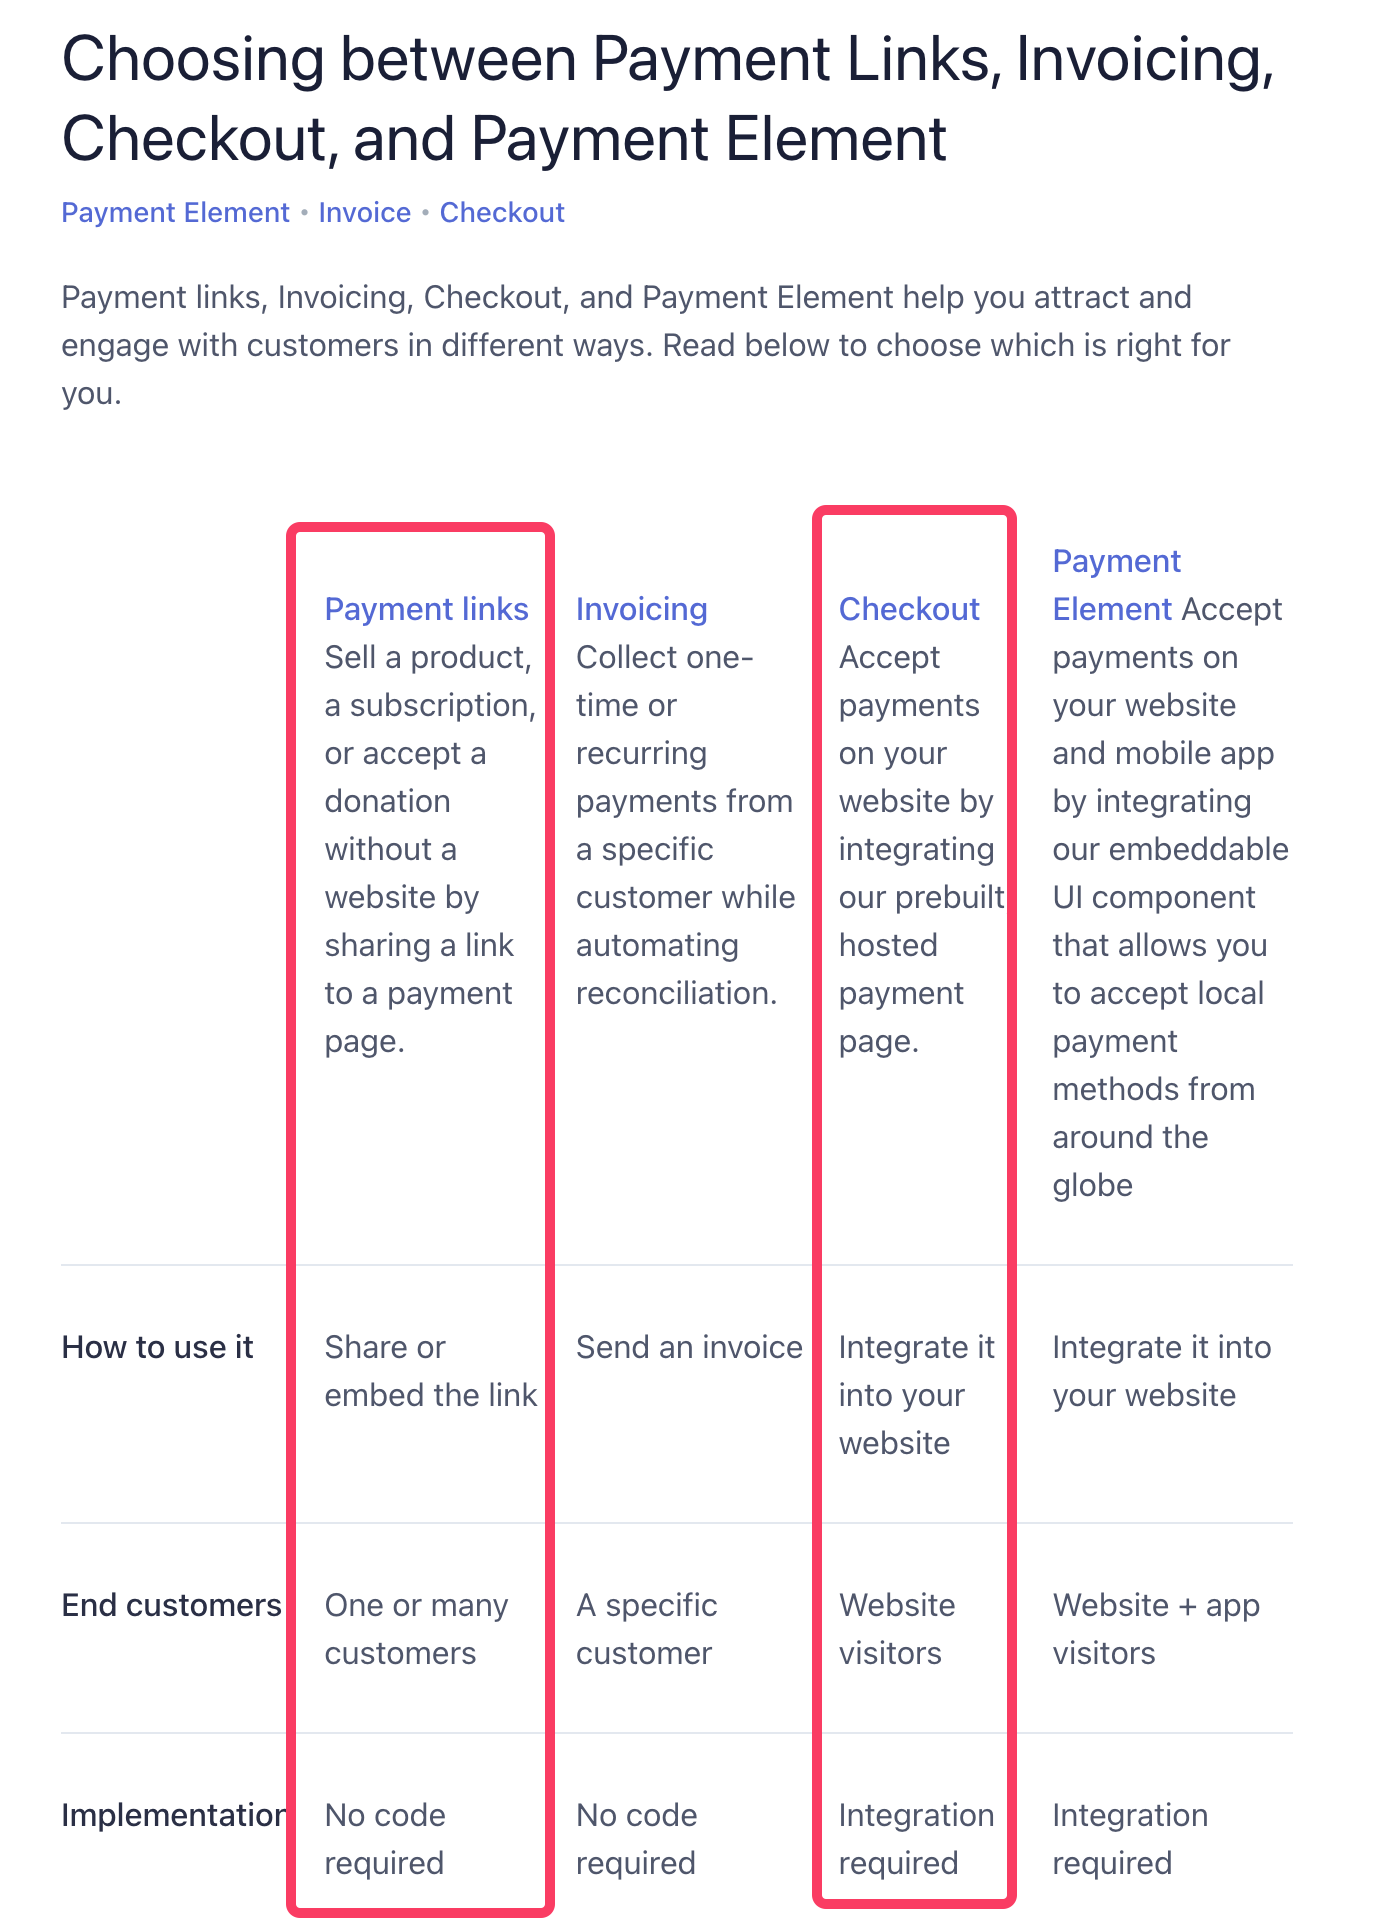 Choosing between Payment Links, Invoicing,
Checkout, and Payment Element
Payment Element • Invoice • Checkout
Payment links, Invoicing, Checkout, and Payment Element help you attract and
engage with customers in different ways. Read below to choose which is right for
you.
Payment links
Sell a product,
a subscription,
or accept a
donation
without a
website by
sharing a link
to a payment
page.
Invoicing
Collect one-
time or
recurring
payments from
a specific
customer while
automating
reconciliation.
Checkout
Accept
payments
on your
website by
integrating
our prebuilt
hosted
payment
page.
Payment
Element Accept
payments on
your website
and mobile app
by integrating
our embeddable
UI component
that allows you
to accept local
payment
methods from
around the
globe
How to use it
Share or
embed the link
Send an invoice
Integrate it
into your
website
Integrate it into
your website
End customers
One or many
customers
A specific
customer
Website
visitors
Website + app
visitors
Implementation
No code
required
No code
required
Integration
required
Integration
required